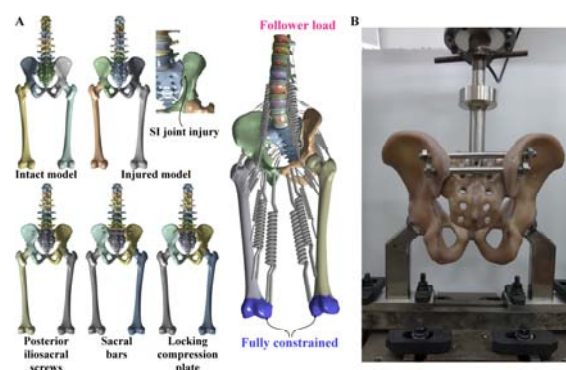 A
Follower load
B
SI joint injury
Intact model
Injured model
Posterior
iliosacral
screws
Sacral
bars
Locking
compression
plate
Fully constrained